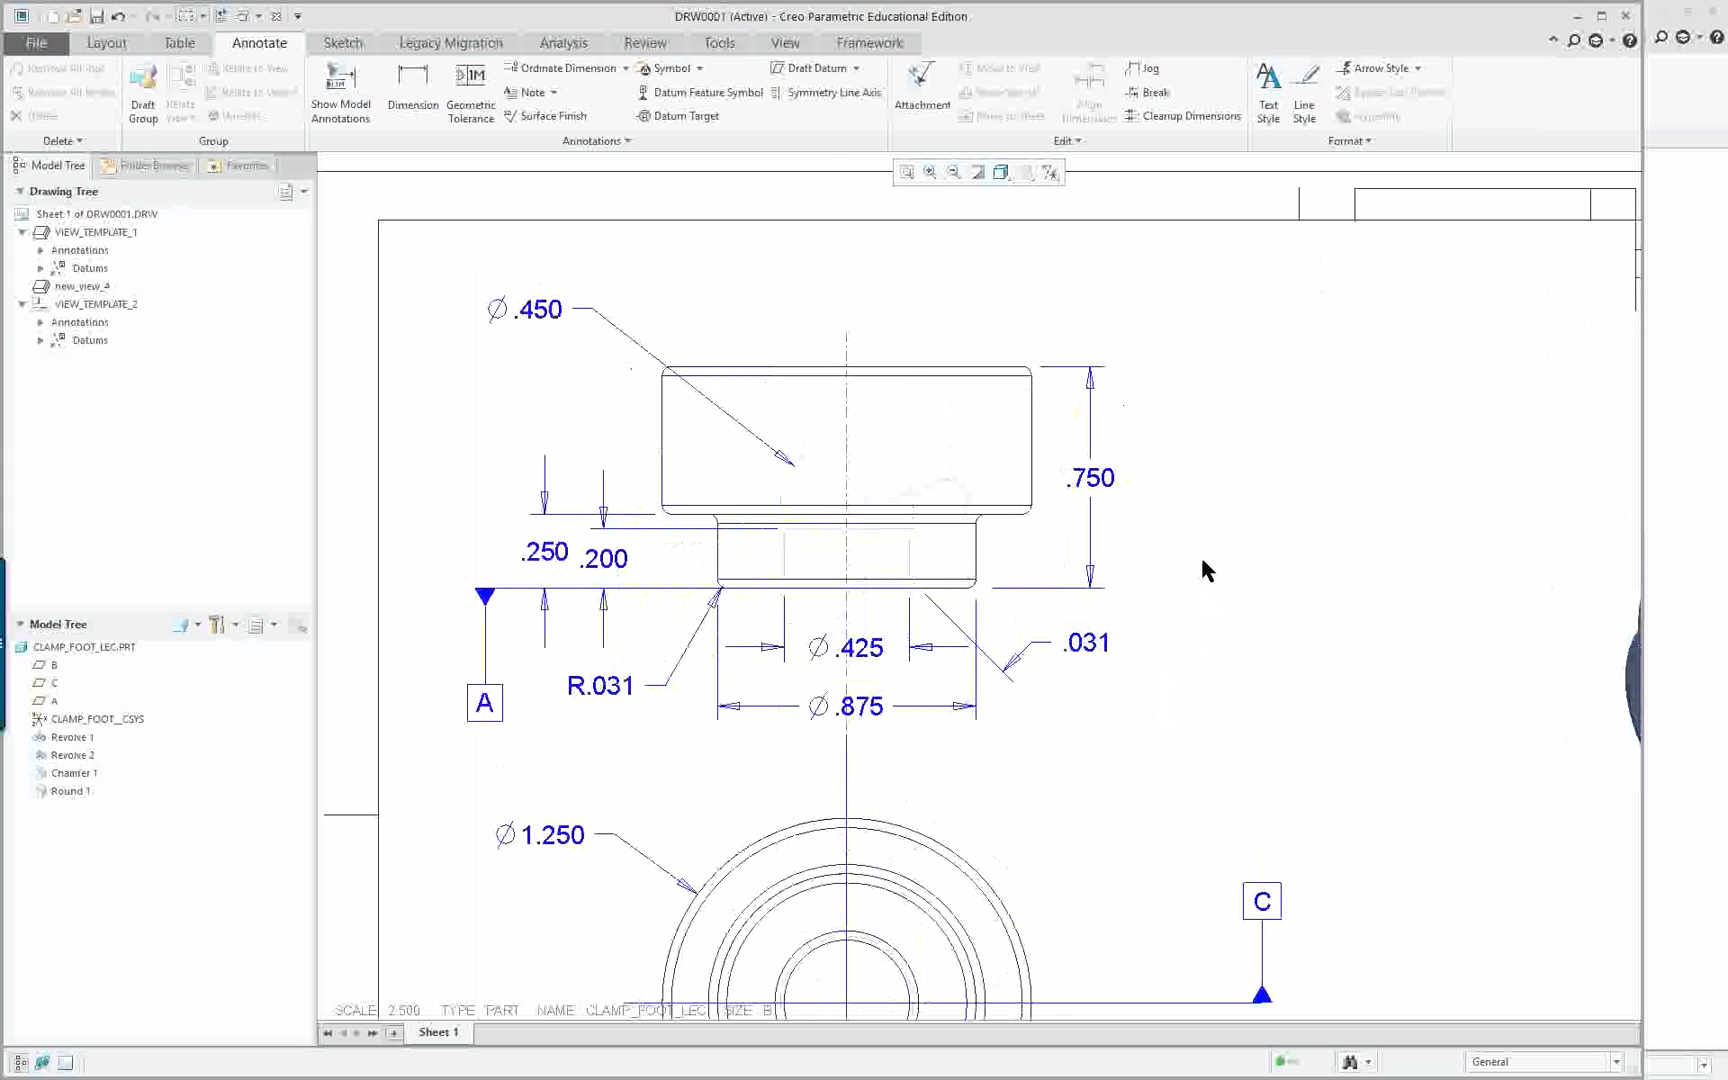 DRW0001 (Active) - Creo Parametric Educational Edition
File
Layout
Table
Annotate
Sketch
Legacy Migration
Analysis
Review
Tools
View
Framework
Draft Group
Show Model Annotations
Dimension
Geometric Tolerance
Ordinate Dimension
Note
Surface Finish
Symbol
Datum Feature Symbol
Datum Target
Draft Datum
Symmetry Line Axis
Attachment
Jog
Break
Cleanup Dimensions
Text Style
Line Style
Arrow Style
Delete
Group
Annotations
Edit
Format
Model Tree
Folder Browser
Favorites
Drawing Tree
Sheet 1 of DRW0001.DRW
VIEW_TEMPLATE_1
Annotations
Datums
new_view_4
VIEW_TEMPLATE_2
Annotations
Datums
Model Tree
CLAMP_FOOT_LEC.PRT
B
C
A
CLAMP_FOOT__CSYS
Revolve 1
Revolve 2
Chamfer 1
Round 1
∅ .450
.750
.250
.200
∅ .425
.031
R.031
A
∅ .875
∅ 1.250
C
SCALE 2.500 TYPE PART NAME CLAMP_FOOT_LEC SIZE B
Sheet 1
General